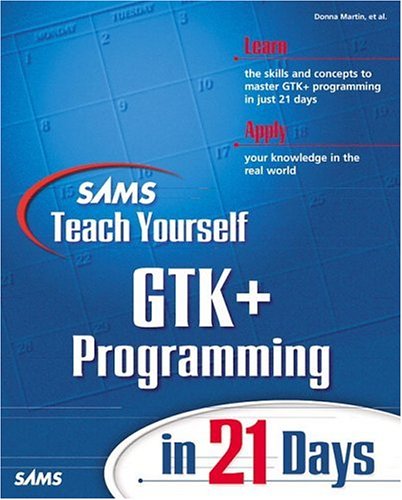 Donna Martin, et al.
Learn
the skills and concepts to
master GTK+ programming
in just 21 days
Apply
your knowledge in the
real world
SAMS
Teach Yourself
GTK+
Programming
in 21 Days
SAMS